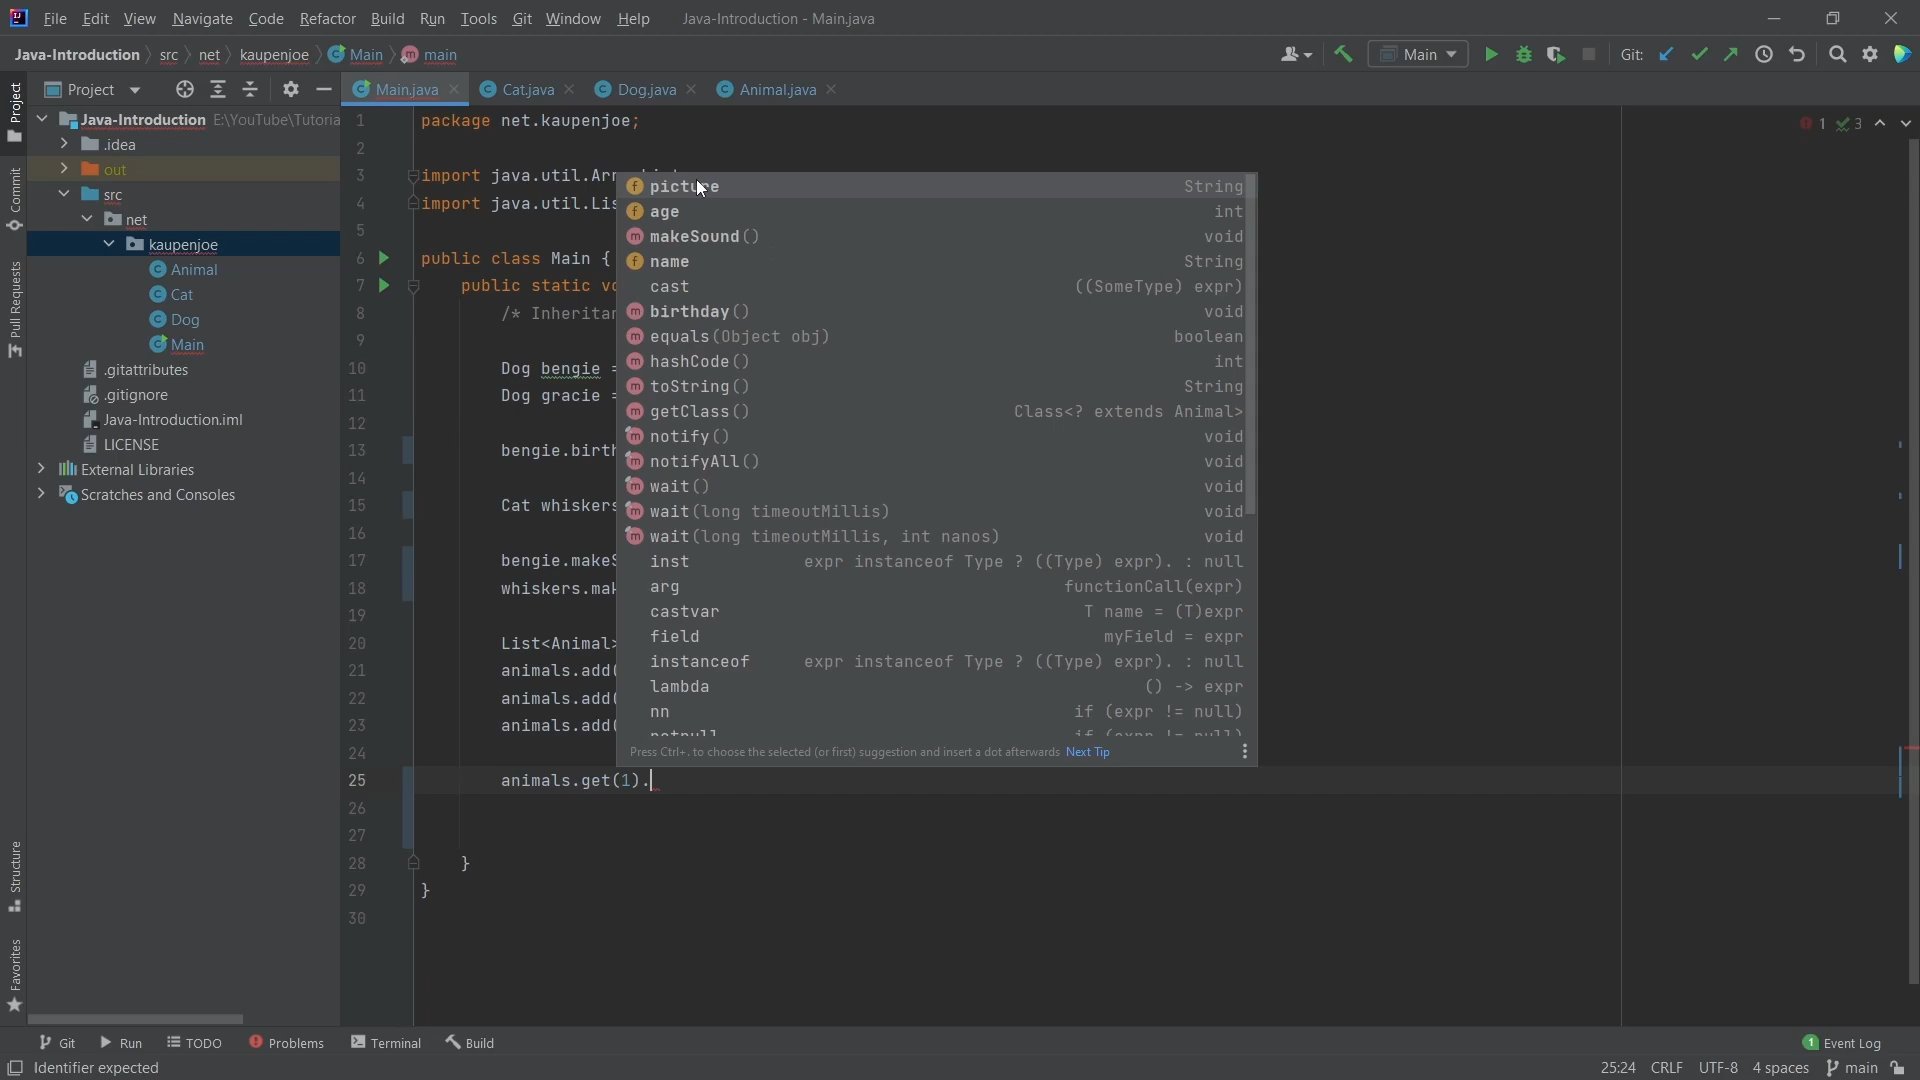 File Edit View Navigate Code Refactor Build Run Tools Git Window Help Java-Introduction - Main.java
Java-Introduction src net kaupenjoe Main main Main Git:
Project Main.java Cat.java Dog.java Animal.java
Project
Commit
Pull Requests
Structure
Favorites
Java-Introduction E:\YouTube\Tutoria
.idea
out
src
net
kaupenjoe
Animal
Cat
Dog
Main
.gitattributes
.gitignore
Java-Introduction.iml
LICENSE
External Libraries
Scratches and Consoles
1 package net.kaupenjoe;
2
3 import java.util.Arr
4 import java.util.Lis
5
6 public class Main {
7 public static vo
8 /* Inheritan
9
10 Dog bengie =
11 Dog gracie =
12
13 bengie.birth
14
15 Cat whiskers
16
17 bengie.makeS
18 whiskers.mak
19
20 List<Animal>
21 animals.add(
22 animals.add(
23 animals.add(
24
25 animals.get(1).
26
27
28 }
29 }
30
1 3
picture String
age int
makeSound() void
name String
cast ((SomeType) expr)
birthday() void
equals(Object obj) boolean
hashCode() int
toString() String
getClass() Class<? extends Animal>
notify() void
notifyAll() void
wait() void
wait(long timeoutMillis) void
wait(long timeoutMillis, int nanos) void
inst expr instanceof Type ? ((Type) expr). : null
arg functionCall(expr)
castvar T name = (T)expr
field myField = expr
instanceof expr instanceof Type ? ((Type) expr). : null
lambda () -> expr
nn if (expr != null)
notnull if (expr != null)
Press Ctrl+. to choose the selected (or first) suggestion and insert a dot afterwards Next Tip
Git Run TODO Problems Terminal Build 1 Event Log
Identifier expected 25:24 CRLF UTF-8 4 spaces main